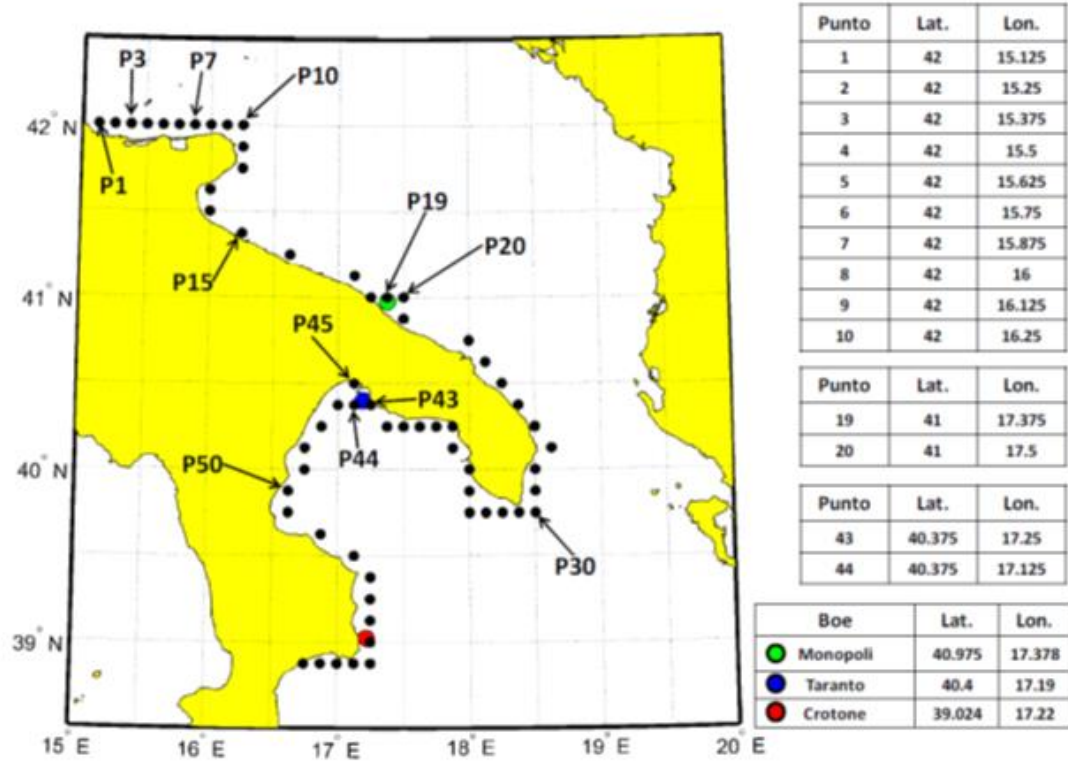 P3
P7
P10
42° N
P1
P19
P20
P15
41° N
P45
P43
P44
P50
40° N
P30
39° N
15° E
16° E
17° E
18° E
19° E
20° E
Punto Lat. Lon.
1 42 15.125
2 42 15.25
3 42 15.375
4 42 15.5
5 42 15.625
6 42 15.75
7 42 15.875
8 42 16
9 42 16.125
10 42 16.25
Punto Lat. Lon.
19 41 17.375
20 41 17.5
Punto Lat. Lon.
43 40.375 17.25
44 40.375 17.125
Boe Lat. Lon.
Monopoli 40.975 17.378
Taranto 40.4 17.19
Crotone 39.024 17.22